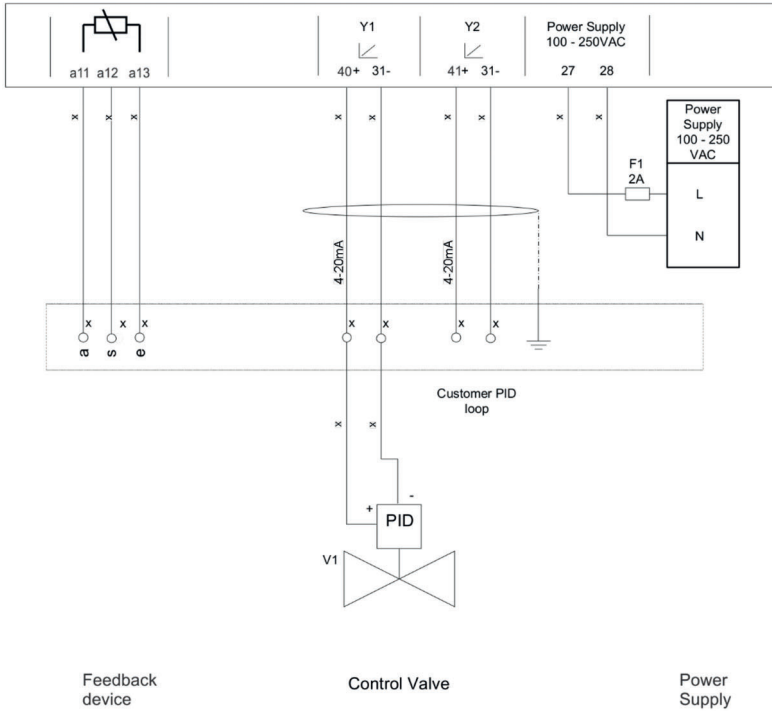 Y1
Y2
Power Supply
100 - 250VAC
a11 a12 a13
40+ 31-
41+ 31-
27 28
x x x x x x x x x
Power
Supply
100 - 250
VAC
F1
2A
L
N
4-20mA
4-20mA
x x x x x x x
a s e
Customer PID
loop
x x
-
+
PID
V1
Feedback
device
Control Valve
Power
Supply